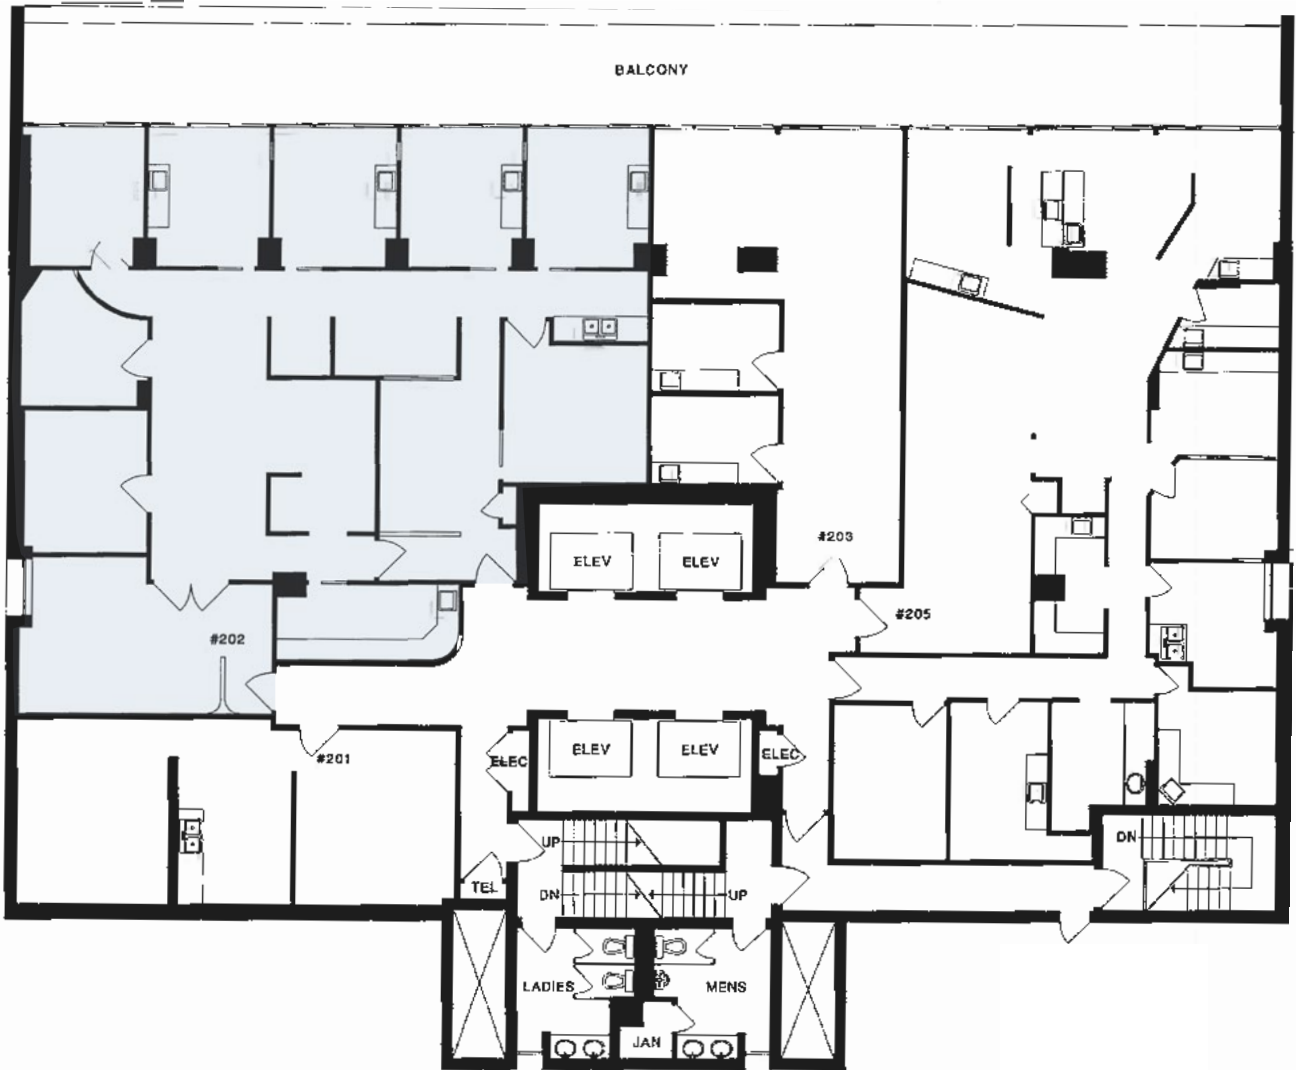 BALCONY
#203
ELEV
ELEV
#205
#202
ELEV
ELEV
ELEC
ELEC
#201
UP
DN
TEL
DN
UP
LADIES
MENS
JAN